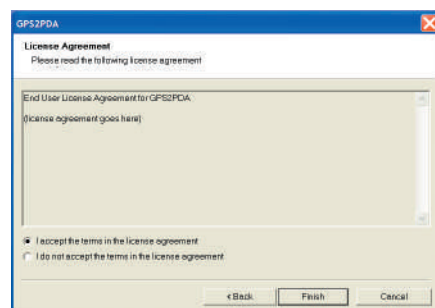 GPS2PDA
License Agreement
Please read the following license agreement
End User License Agreement for GPS2PDA
(license agreement goes here)
I accept the terms in the license agreement
I do not accept the terms in the license agreement
< Back
Finish
Cancel